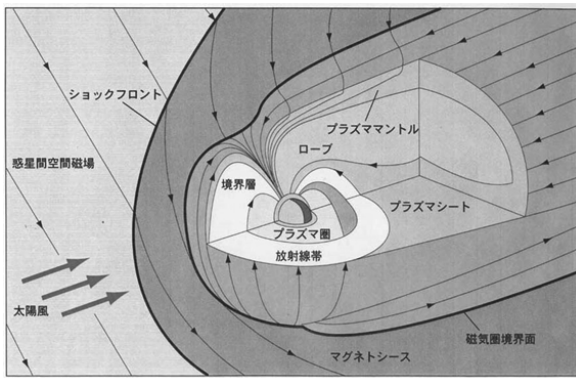 ショックフロント
プラズママントル
ローブ
惑星間空間磁場
境界層
プラズマシート
プラズマ圏
放射線帯
太陽風
磁気圏境界面
マグネトシース